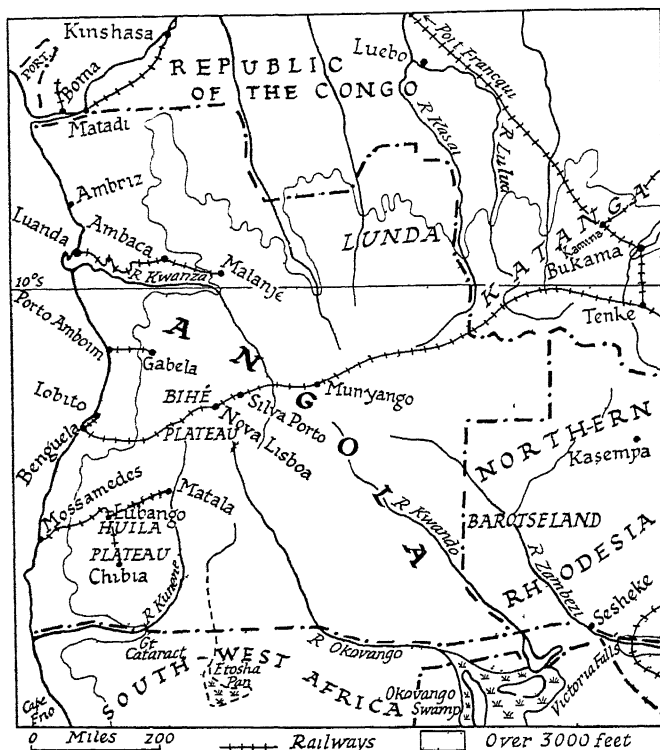 Kinshasa
PORT.
Boma
Matadi
REPUBLIC
OF THE CONGO
Luebo
Port Francqui
R Kasai
R Lulua
Ambriz
Luanda
Ambaca
Malanje
R Kwanza
LUNDA
KATANGA
Kamina
Bukama
10°S
Tenke
Porto Amboim
Gabela
ANGOLA
Lobito
Benguela
BIHÉ
PLATEAU
Silva Porto
Nova Lisboa
Munyango
NORTHERN
RHODESIA
Kasempa
Mossamedes
Matala
Lubango
HUILA
PLATEAU
Chibia
R Kunene
R Kwando
BAROTSELAND
R Zambezi
Sesheke
Gt.
Cataract
R Okovango
SOUTH-WEST AFRICA
Etosha
Pan
Okovango
Swamp
Victoria Falls
Cape
Frio
0 Miles 200
Railways
Over 3000 feet